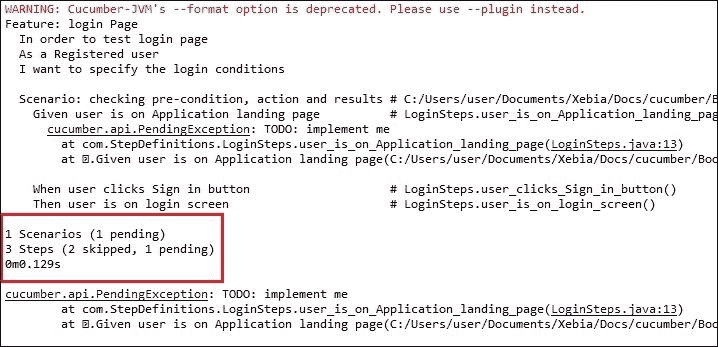 WARNING: Cucumber-JVM's --format option is deprecated. Please use --plugin instead.
Feature: login Page
  In order to test login page
  As a Registered user
  I want to specify the login conditions

  Scenario: checking pre-condition, action and results # C:/Users/user/Documents/Xebia/Docs/cucumber/Bo
    Given user is on Application landing page          # LoginSteps.user_is_on_Application_landing_pag
      cucumber.api.PendingException: TODO: implement me
        at com.StepDefinitions.LoginSteps.user_is_on_Application_landing_page(LoginSteps.java:13)
        at .Given user is on Application landing page(C:/Users/user/Documents/Xebia/Docs/cucumber/Bo

    When user clicks Sign in button                    # LoginSteps.user_clicks_Sign_in_button()
    Then user is on login screen                       # LoginSteps.user_is_on_login_screen()

1 Scenarios (1 pending)
3 Steps (2 skipped, 1 pending)
0m0.129s

cucumber.api.PendingException: TODO: implement me
        at com.StepDefinitions.LoginSteps.user_is_on_Application_landing_page(LoginSteps.java:13)
        at .Given user is on Application landing page(C:/Users/user/Documents/Xebia/Docs/cucumber/Boo